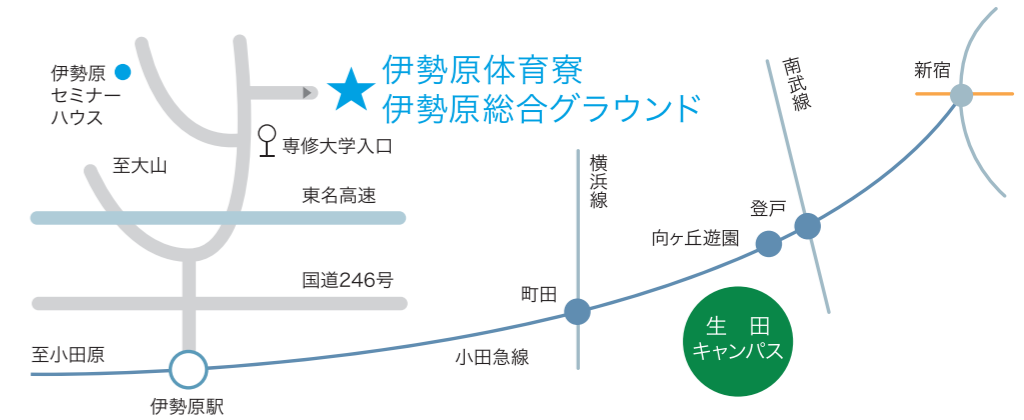 伊勢原
セミナー
ハウス
伊勢原体育寮
伊勢原総合グラウンド
専修大学入口
至大山
東名高速
国道246号
至小田原
伊勢原駅
小田急線
町田
横浜線
向ヶ丘遊園
登戸
南武線
新宿
生 田
キャンパス